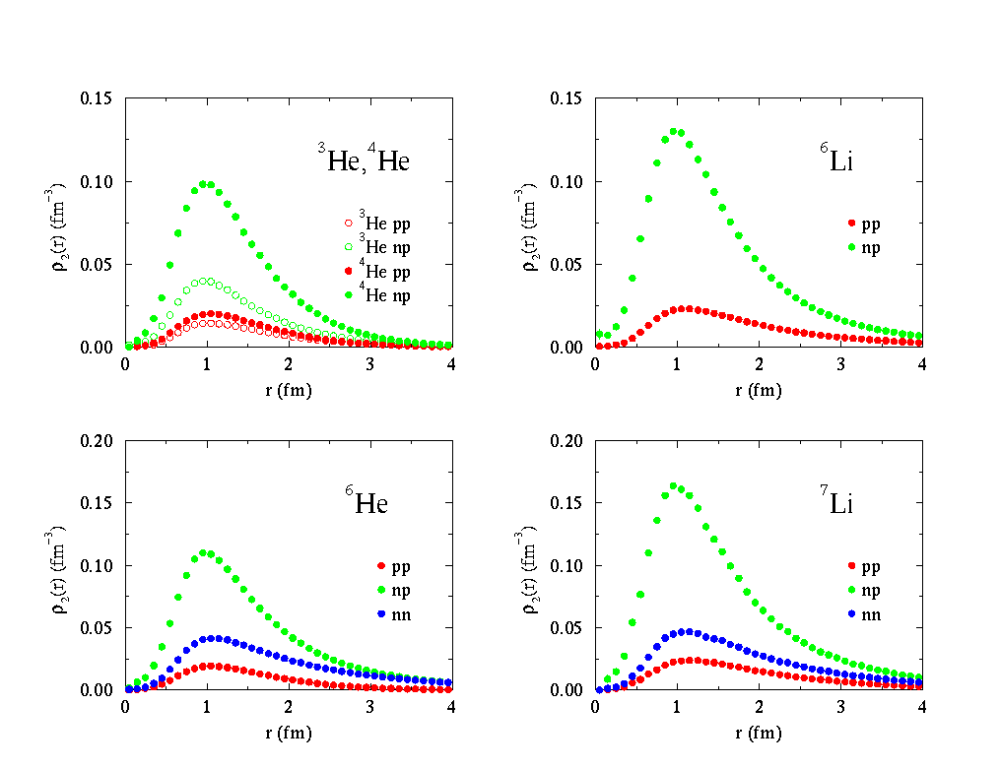 ³He,⁴He
³He pp
³He np
⁴He pp
⁴He np
ρ₂(r) (fm⁻³)
0.15
0.10
0.05
0.00
0 1 2 3 4
r (fm)
⁶Li
pp
np
ρ₂(r) (fm⁻³)
0.15
0.10
0.05
0.00
0 1 2 3 4
r (fm)
⁶He
pp
np
nn
ρ₂(r) (fm⁻³)
0.20
0.15
0.10
0.05
0.00
0 1 2 3 4
r (fm)
⁷Li
pp
np
nn
ρ₂(r) (fm⁻³)
0.20
0.15
0.10
0.05
0.00
0 1 2 3 4
r (fm)